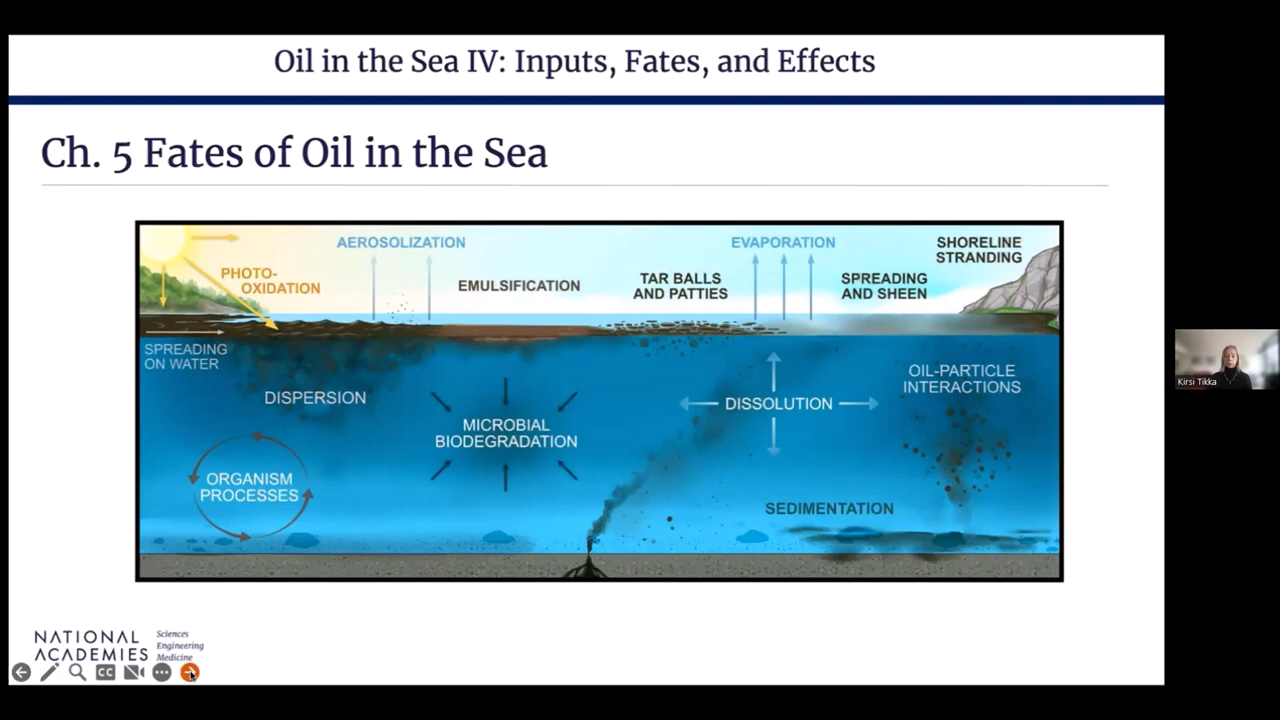 Oil in the Sea IV: Inputs, Fates, and Effects
Ch. 5 Fates of Oil in the Sea
AEROSOLIZATION
EVAPORATION
SHORELINE
STRANDING
PHOTO-
OXIDATION
EMULSIFICATION
TAR BALLS
AND PATTIES
SPREADING
AND SHEEN
SPREADING
ON WATER
DISPERSION
MICROBIAL
BIODEGRADATION
DISSOLUTION
OIL-PARTICLE
INTERACTIONS
ORGANISM
PROCESSES
SEDIMENTATION
NATIONAL
ACADEMIES
Sciences
Engineering
Medicine
CC
Kirsi Tikka